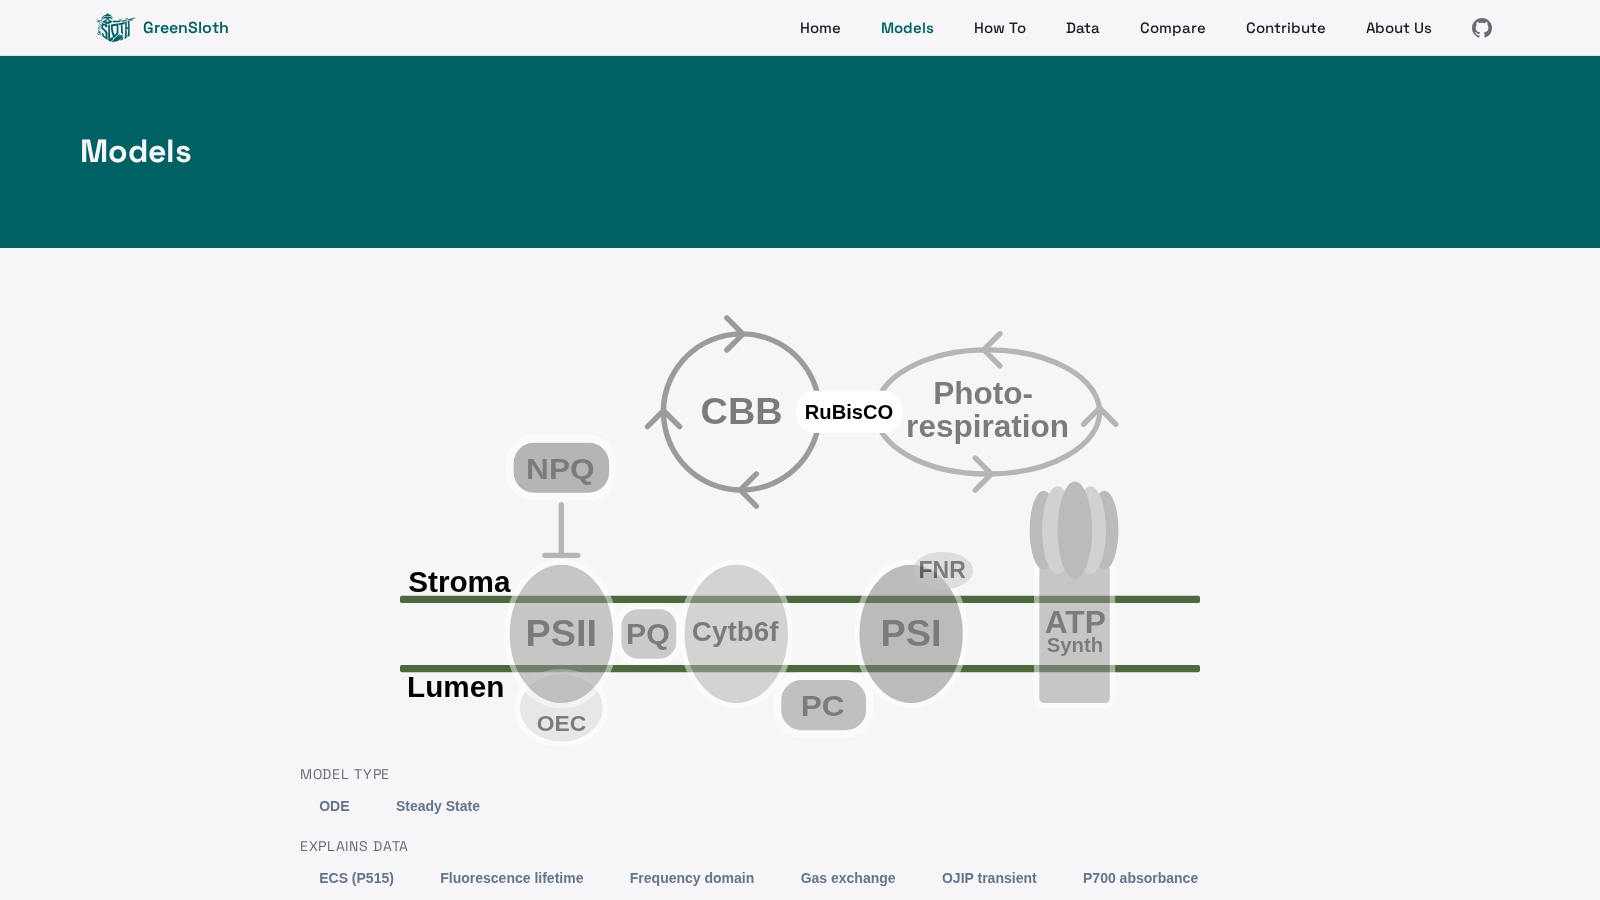 SLOTH
GreenSloth
Home
Models
How To
Data
Compare
Contribute
About Us
Models
CBB
RuBisCO
Photo-
respiration
NPQ
FNR
Stroma
PSII
PQ
Cytb6f
PSI
ATP
Synth
Lumen
PC
OEC
MODEL TYPE
ODE
Steady State
EXPLAINS DATA
ECS (P515)
Fluorescence lifetime
Frequency domain
Gas exchange
OJIP transient
P700 absorbance